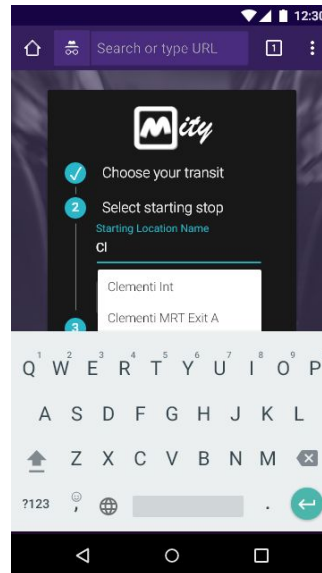 12:30
Search or type URL
1
Mity
Choose your transit
2 Select starting stop
Starting Location Name
Cl
Clementi Int
Clementi MRT Exit A
3
1 2 3 4 5 6 7 8 9
Q W E R T Y U I O P
A S D F G H J K L
Z X C V B N M
?123 , .